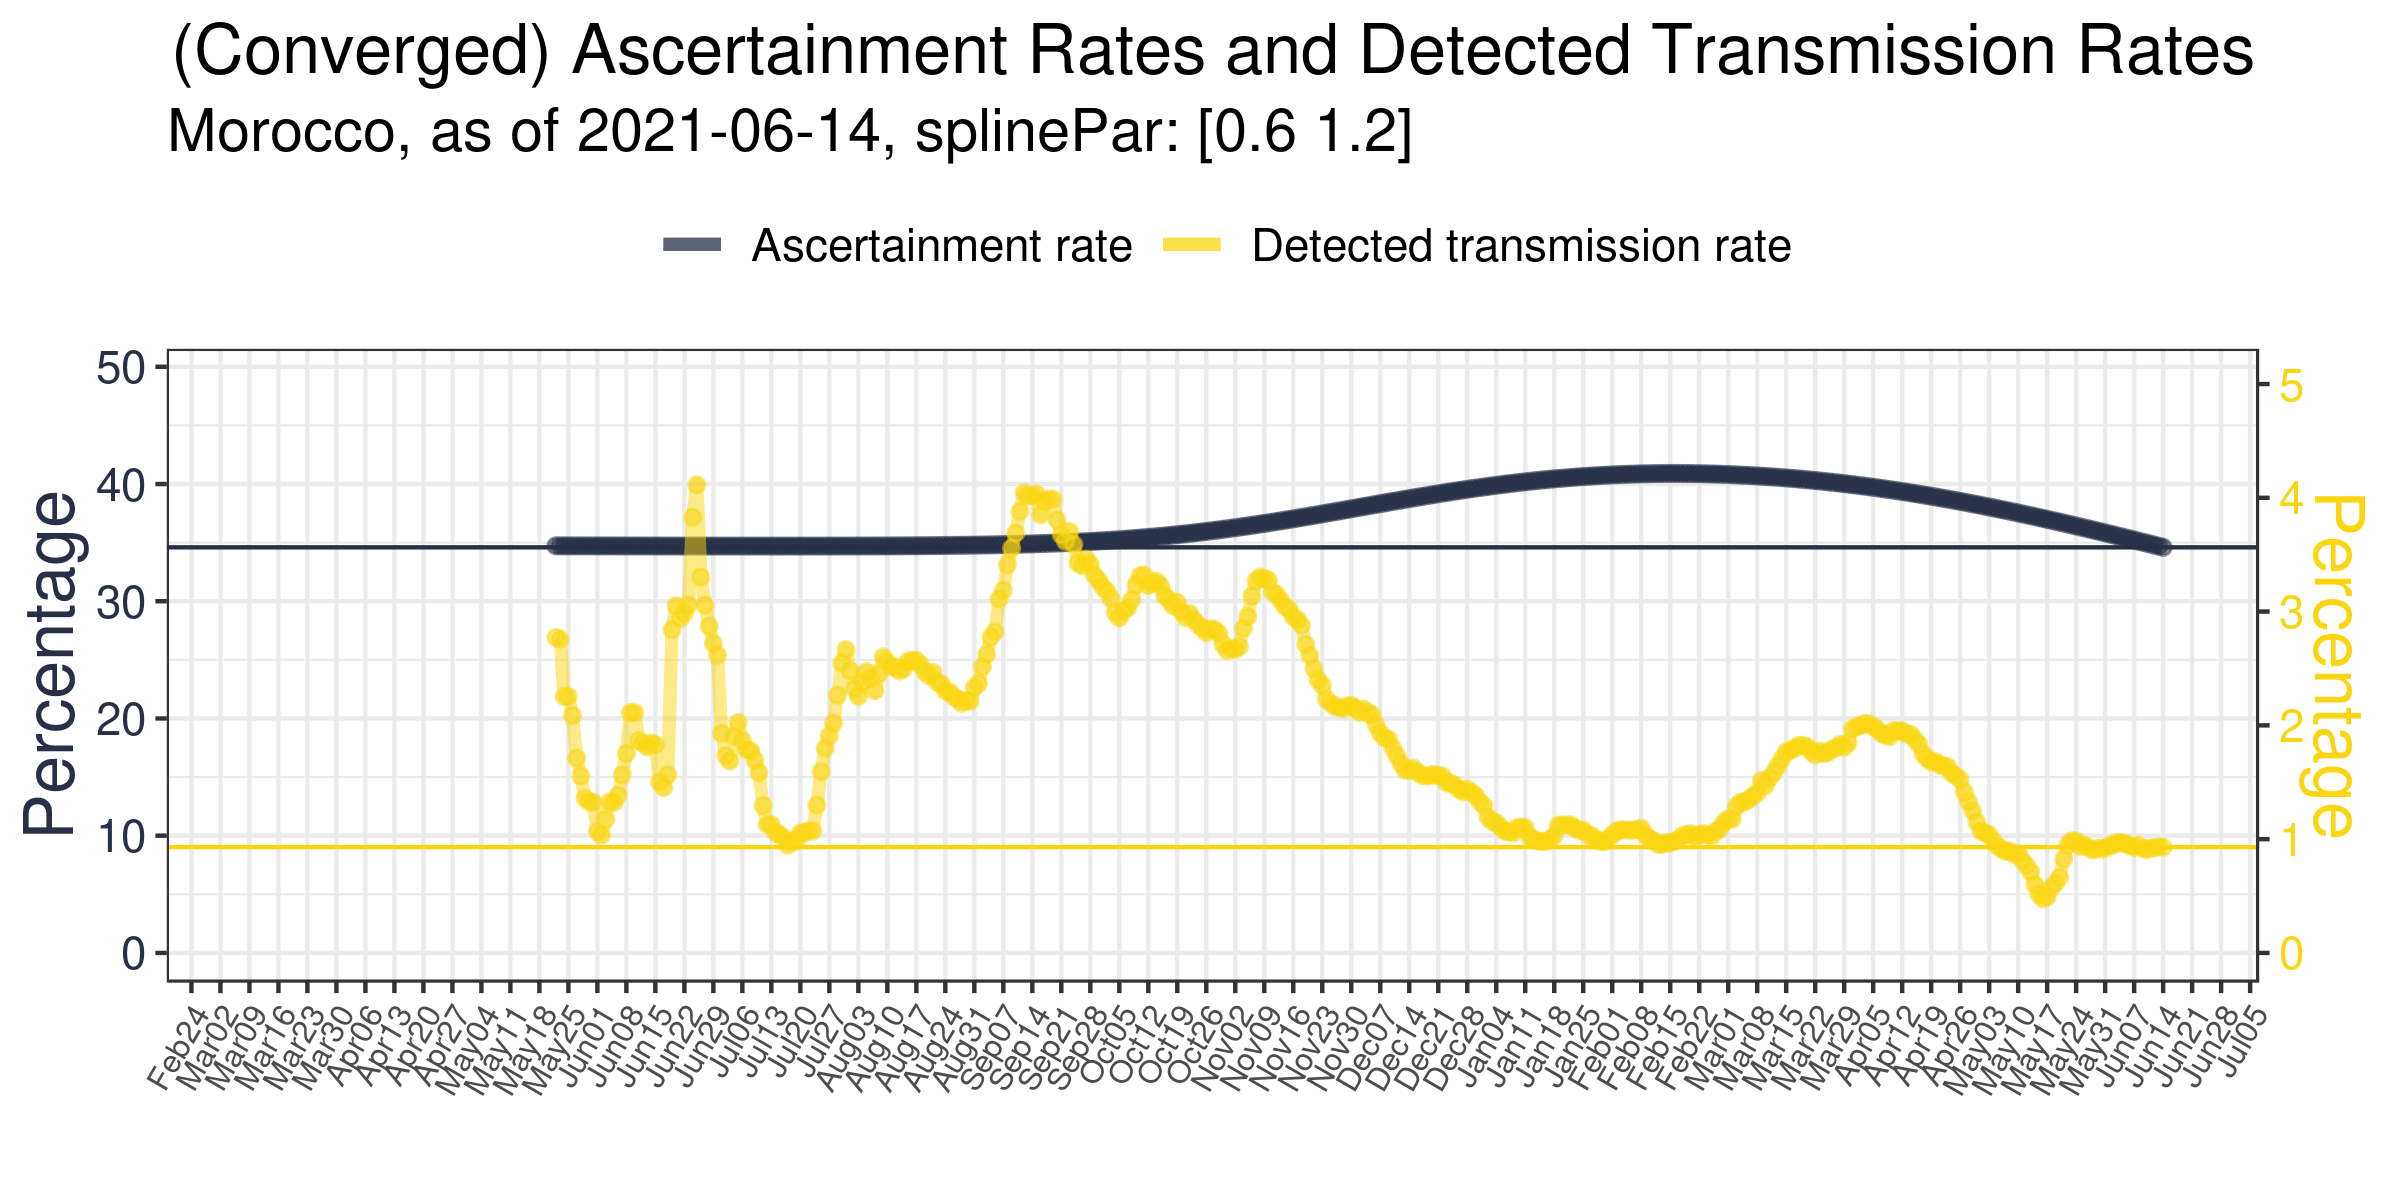 (Converged) Ascertainment Rates and Detected Transmission Rates
Morocco, as of 2021-06-14, splinePar: [0.6 1.2]
Ascertainment rate
Detected transmission rate
Percentage
50
40
30
20
10
0
5
4
3
2
1
0
Percentage
Feb24
Mar02
Mar09
Mar16
Mar23
Mar30
Apr06
Apr13
Apr20
Apr27
May04
May11
May18
May25
Jun01
Jun08
Jun15
Jun22
Jun29
Jul06
Jul13
Jul20
Jul27
Aug03
Aug10
Aug17
Aug24
Aug31
Sep07
Sep14
Sep21
Sep28
Oct05
Oct12
Oct19
Oct26
Nov02
Nov09
Nov16
Nov23
Nov30
Dec07
Dec14
Dec21
Dec28
Jan04
Jan11
Jan18
Jan25
Feb01
Feb08
Feb15
Feb22
Mar01
Mar08
Mar15
Mar22
Mar29
Apr05
Apr12
Apr19
Apr26
May03
May10
May17
May24
May31
Jun07
Jun14
Jun21
Jun28
Jul05